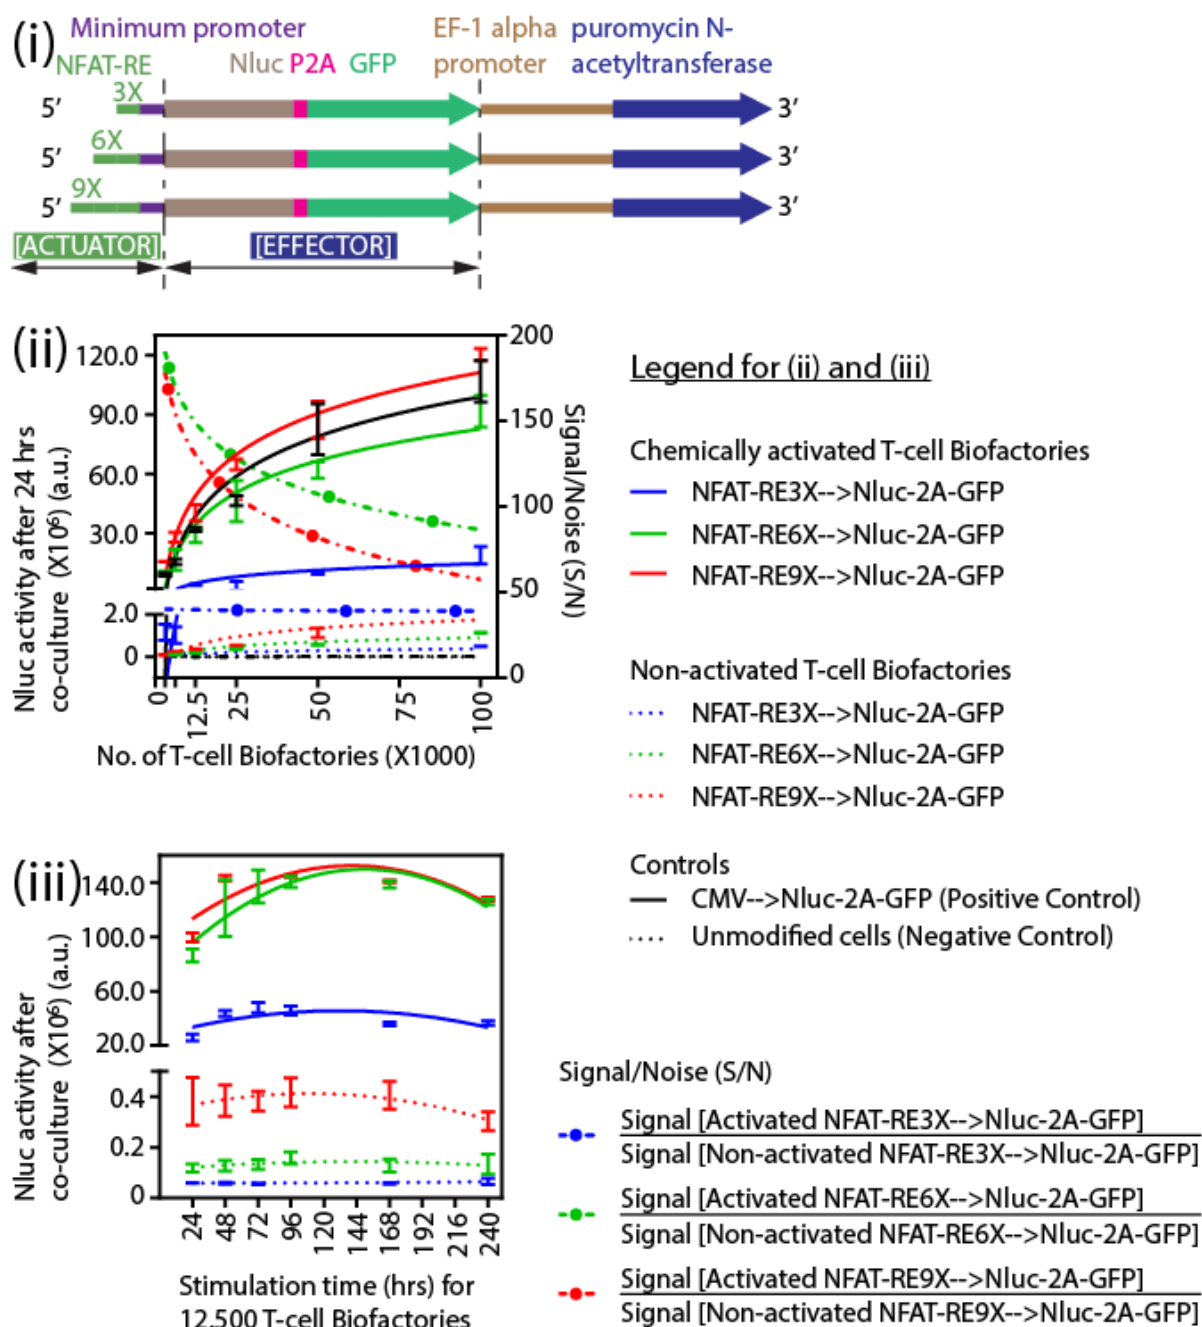 (i)
Minimum promoter
EF-1 alpha promoter
puromycin N-acetyltransferase
NFAT-RE
Nluc P2A GFP
3X
5’ 3’
6X
5’ 3’
9X
5’ 3’
[ACTUATOR] [EFFECTOR]
(ii)
Nluc activity after 24 hrs
co-culture (X10⁶) (a.u.)
120.0
90.0
60.0
30.0
2.0
0
200
150
100
50
0
Signal/Noise (S/N)
0 12.5 25 50 75 100
No. of T-cell Biofactories (X1000)
Legend for (ii) and (iii)
Chemically activated T-cell Biofactories
NFAT-RE3X-->Nluc-2A-GFP
NFAT-RE6X-->Nluc-2A-GFP
NFAT-RE9X-->Nluc-2A-GFP
Non-activated T-cell Biofactories
NFAT-RE3X-->Nluc-2A-GFP
NFAT-RE6X-->Nluc-2A-GFP
NFAT-RE9X-->Nluc-2A-GFP
Controls
CMV-->Nluc-2A-GFP (Positive Control)
Unmodified cells (Negative Control)
(iii)
Nluc activity after
co-culture (X10⁶) (a.u.)
140.0
100.0
60.0
20.0
0.4
0.2
0
24 48 72 96 120 144 168 192 216 240
Stimulation time (hrs) for
12,500 T-cell Biofactories
Signal/Noise (S/N)
Signal [Activated NFAT-RE3X-->Nluc-2A-GFP]
Signal [Non-activated NFAT-RE3X-->Nluc-2A-GFP]
Signal [Activated NFAT-RE6X-->Nluc-2A-GFP]
Signal [Non-activated NFAT-RE6X-->Nluc-2A-GFP]
Signal [Activated NFAT-RE9X-->Nluc-2A-GFP]
Signal [Non-activated NFAT-RE9X-->Nluc-2A-GFP]